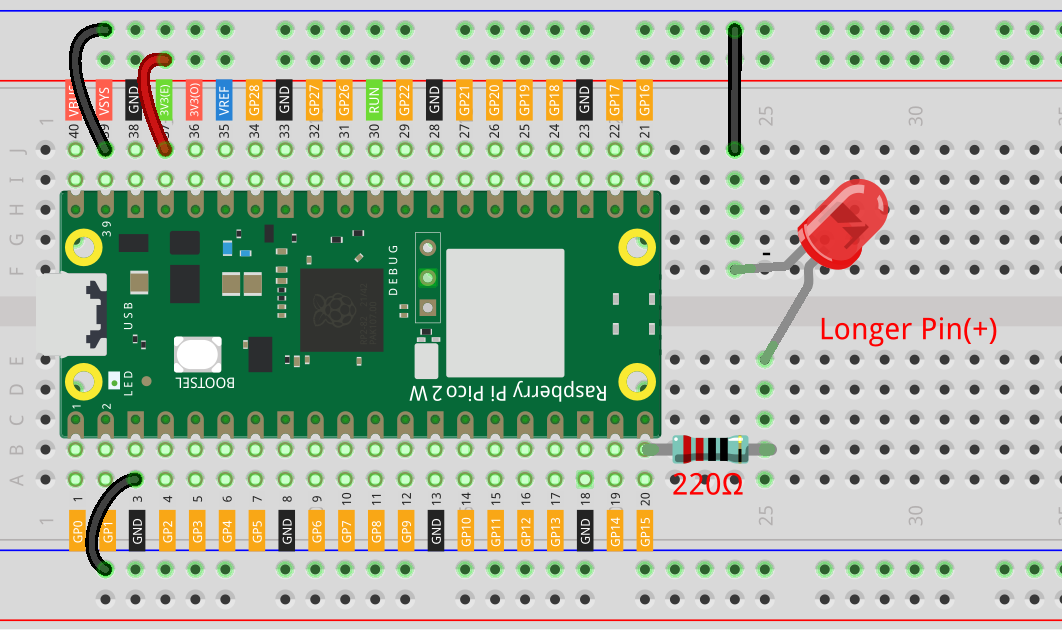 VBUS VSYS GND 3V3(E) 3V3(O) VREF GP28 GND GP27 GP26 RUN GP22 GND GP21 GP20 GP19 GP18 GND GP17 GP16
1 25 30
40 39 38 37 36 35 34 33 32 31 30 29 28 27 26 25 24 23 22 21
J
I
H
G
F
39
DEBUG
-
USB
Longer Pin(+)
E
D
C
B
A
LED
BOOTSEL
Raspberry Pi Pico 2 W
1
2
220Ω
1 2 3 4 5 6 7 8 9 10 11 12 13 14 15 16 17 18 19 20
1 25 30
GP0 GP1 GND GP2 GP3 GP4 GP5 GND GP6 GP7 GP8 GP9 GND GP10 GP11 GP12 GP13 GND GP14 GP15